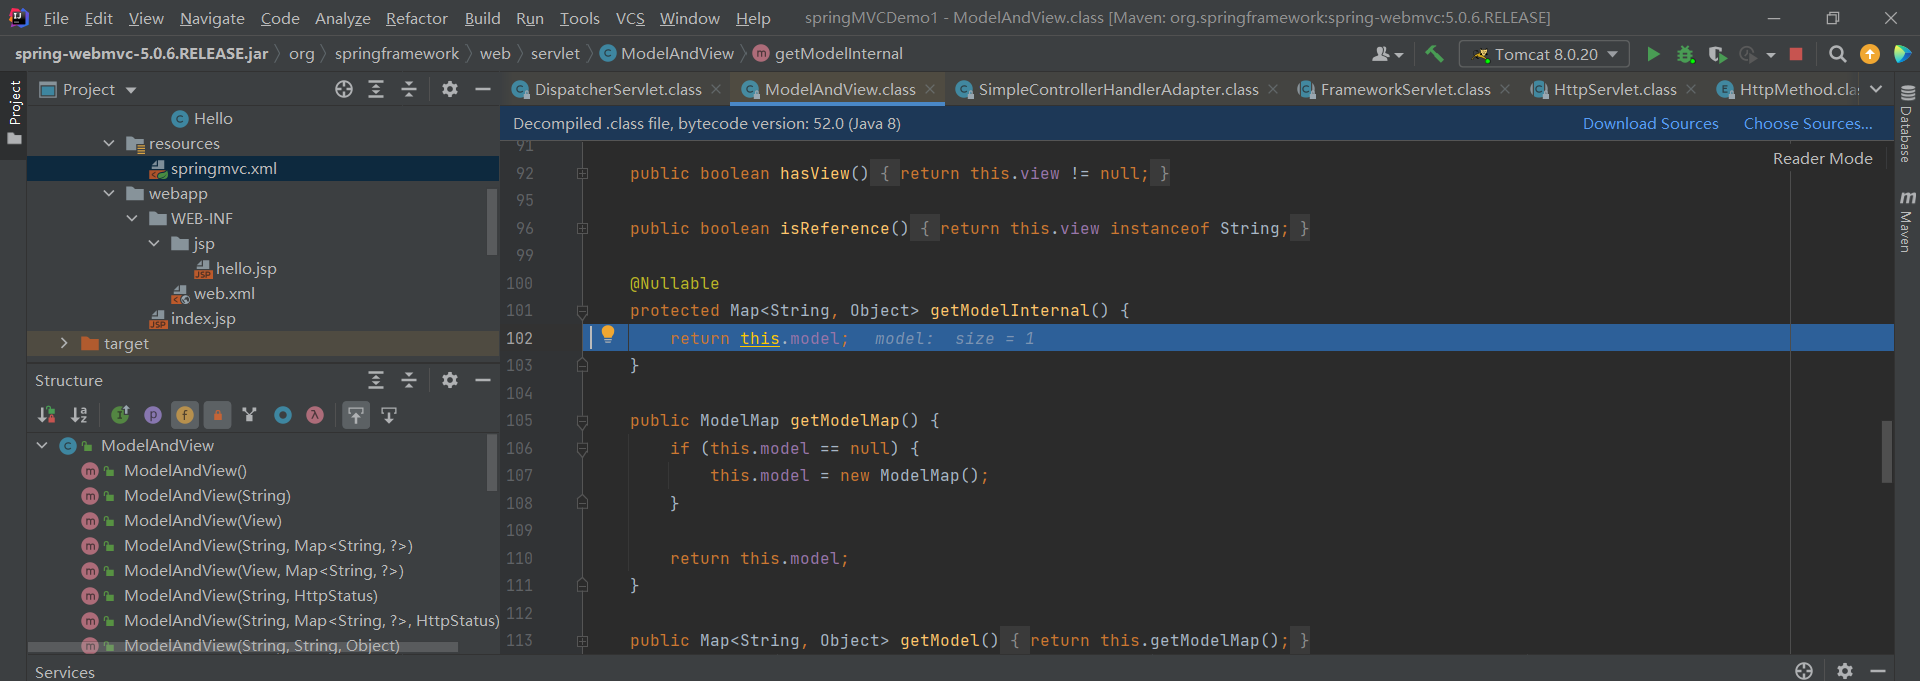 File Edit View Navigate Code Analyze Refactor Build Run Tools VCS Window Help springMVCDemo1 - ModelAndView.class [Maven: org.springframework:spring-webmvc:5.0.6.RELEASE]
spring-webmvc-5.0.6.RELEASE.jar org springframework web servlet ModelAndView getModelInternal Tomcat 8.0.20
Project
Project
Hello
resources
springmvc.xml
webapp
WEB-INF
jsp
hello.jsp
web.xml
index.jsp
target
Structure
ModelAndView
ModelAndView()
ModelAndView(String)
ModelAndView(View)
ModelAndView(String, Map<String, ?>)
ModelAndView(View, Map<String, ?>)
ModelAndView(String, HttpStatus)
ModelAndView(String, Map<String, ?>, HttpStatus)
ModelAndView(String, String, Object)
Services
DispatcherServlet.class ModelAndView.class SimpleControllerHandlerAdapter.class FrameworkServlet.class HttpServlet.class HttpMethod.cla
Decompiled .class file, bytecode version: 52.0 (Java 8) Download Sources Choose Sources...
Reader Mode
91
92 public boolean hasView() { return this.view != null; }
95
96 public boolean isReference() { return this.view instanceof String; }
99
100 @Nullable
101 protected Map<String, Object> getModelInternal() {
102 return this.model; model: size = 1
103 }
104
105 public ModelMap getModelMap() {
106 if (this.model == null) {
107 this.model = new ModelMap();
108 }
109
110 return this.model;
111 }
112
113 public Map<String, Object> getModel() { return this.getModelMap(); }
Database
Maven